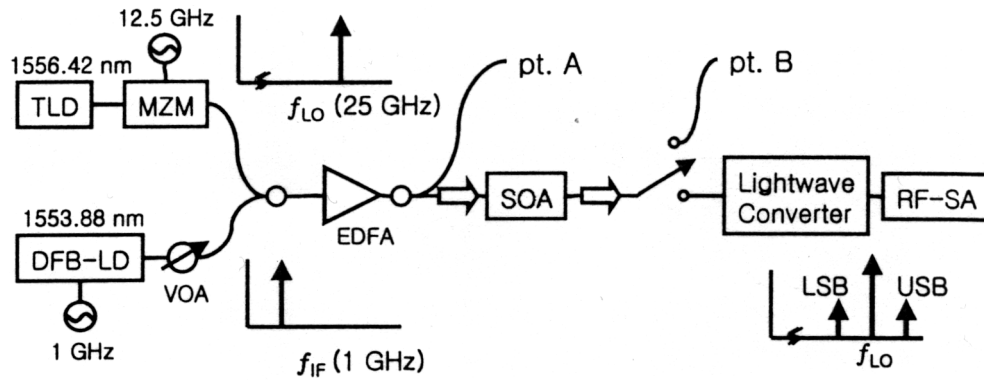 12.5 GHz
1556.42 nm
TLD
MZM
fLO (25 GHz)
pt. A
pt. B
1553.88 nm
DFB-LD
VOA
1 GHz
EDFA
SOA
Lightwave
Converter
RF-SA
fIF (1 GHz)
LSB
USB
fLO